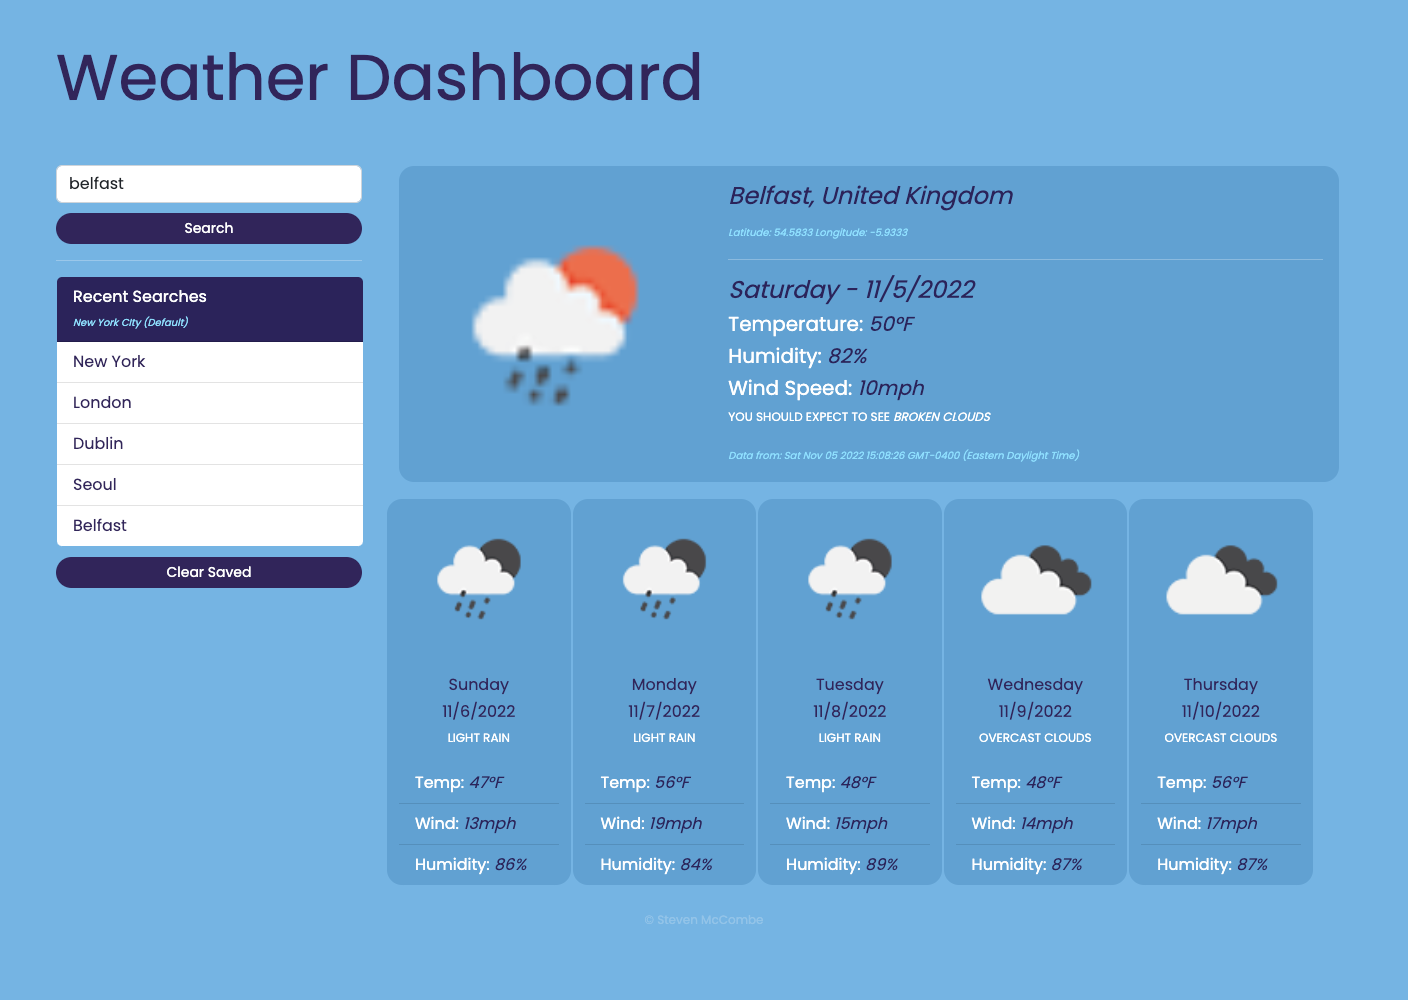 Weather Dashboard
belfast
Search
Recent Searches
New York City (Default)
New York
London
Dublin
Seoul
Belfast
Clear Saved
Belfast, United Kingdom
Latitude: 54.5833 Longitude: -5.9333
Saturday - 11/5/2022
Temperature: 50°F
Humidity: 82%
Wind Speed: 10mph
YOU SHOULD EXPECT TO SEE BROKEN CLOUDS
Data from: Sat Nov 05 2022 15:08:26 GMT-0400 (Eastern Daylight Time)
Sunday
11/6/2022
LIGHT RAIN
Temp: 47°F
Wind: 13mph
Humidity: 86%
Monday
11/7/2022
LIGHT RAIN
Temp: 56°F
Wind: 19mph
Humidity: 84%
Tuesday
11/8/2022
LIGHT RAIN
Temp: 48°F
Wind: 15mph
Humidity: 89%
Wednesday
11/9/2022
OVERCAST CLOUDS
Temp: 48°F
Wind: 14mph
Humidity: 87%
Thursday
11/10/2022
OVERCAST CLOUDS
Temp: 56°F
Wind: 17mph
Humidity: 87%
© Steven McCombe